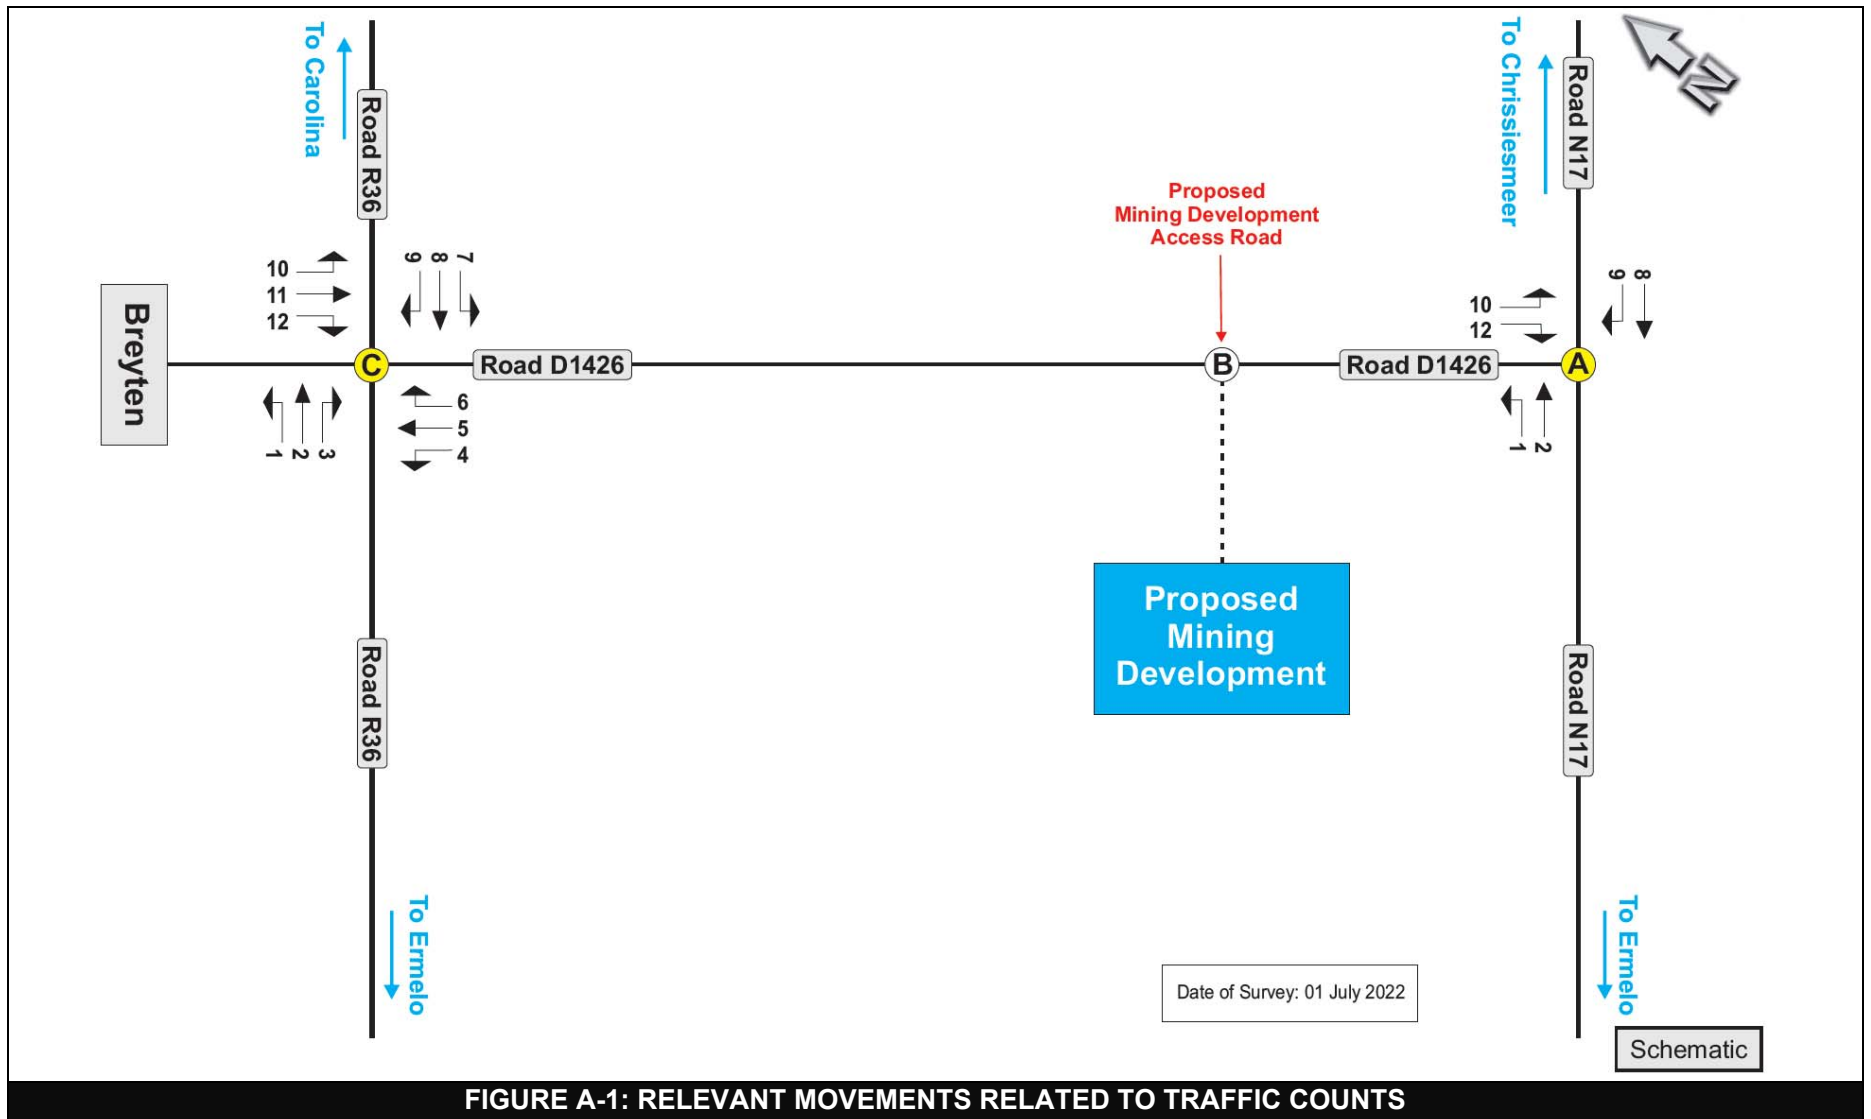 To Carolina
Road R36
To Chrissiesmeer
Road N17
N
Proposed
Mining Development
Access Road
10
11
12
9
8
7
10
12
9
8
Breyten
C
Road D1426
B
Road D1426
A
1
2
3
6
5
4
1
2
Proposed
Mining
Development
Road R36
Road N17
To Ermelo
To Ermelo
Date of Survey: 01 July 2022
Schematic
FIGURE A-1: RELEVANT MOVEMENTS RELATED TO TRAFFIC COUNTS